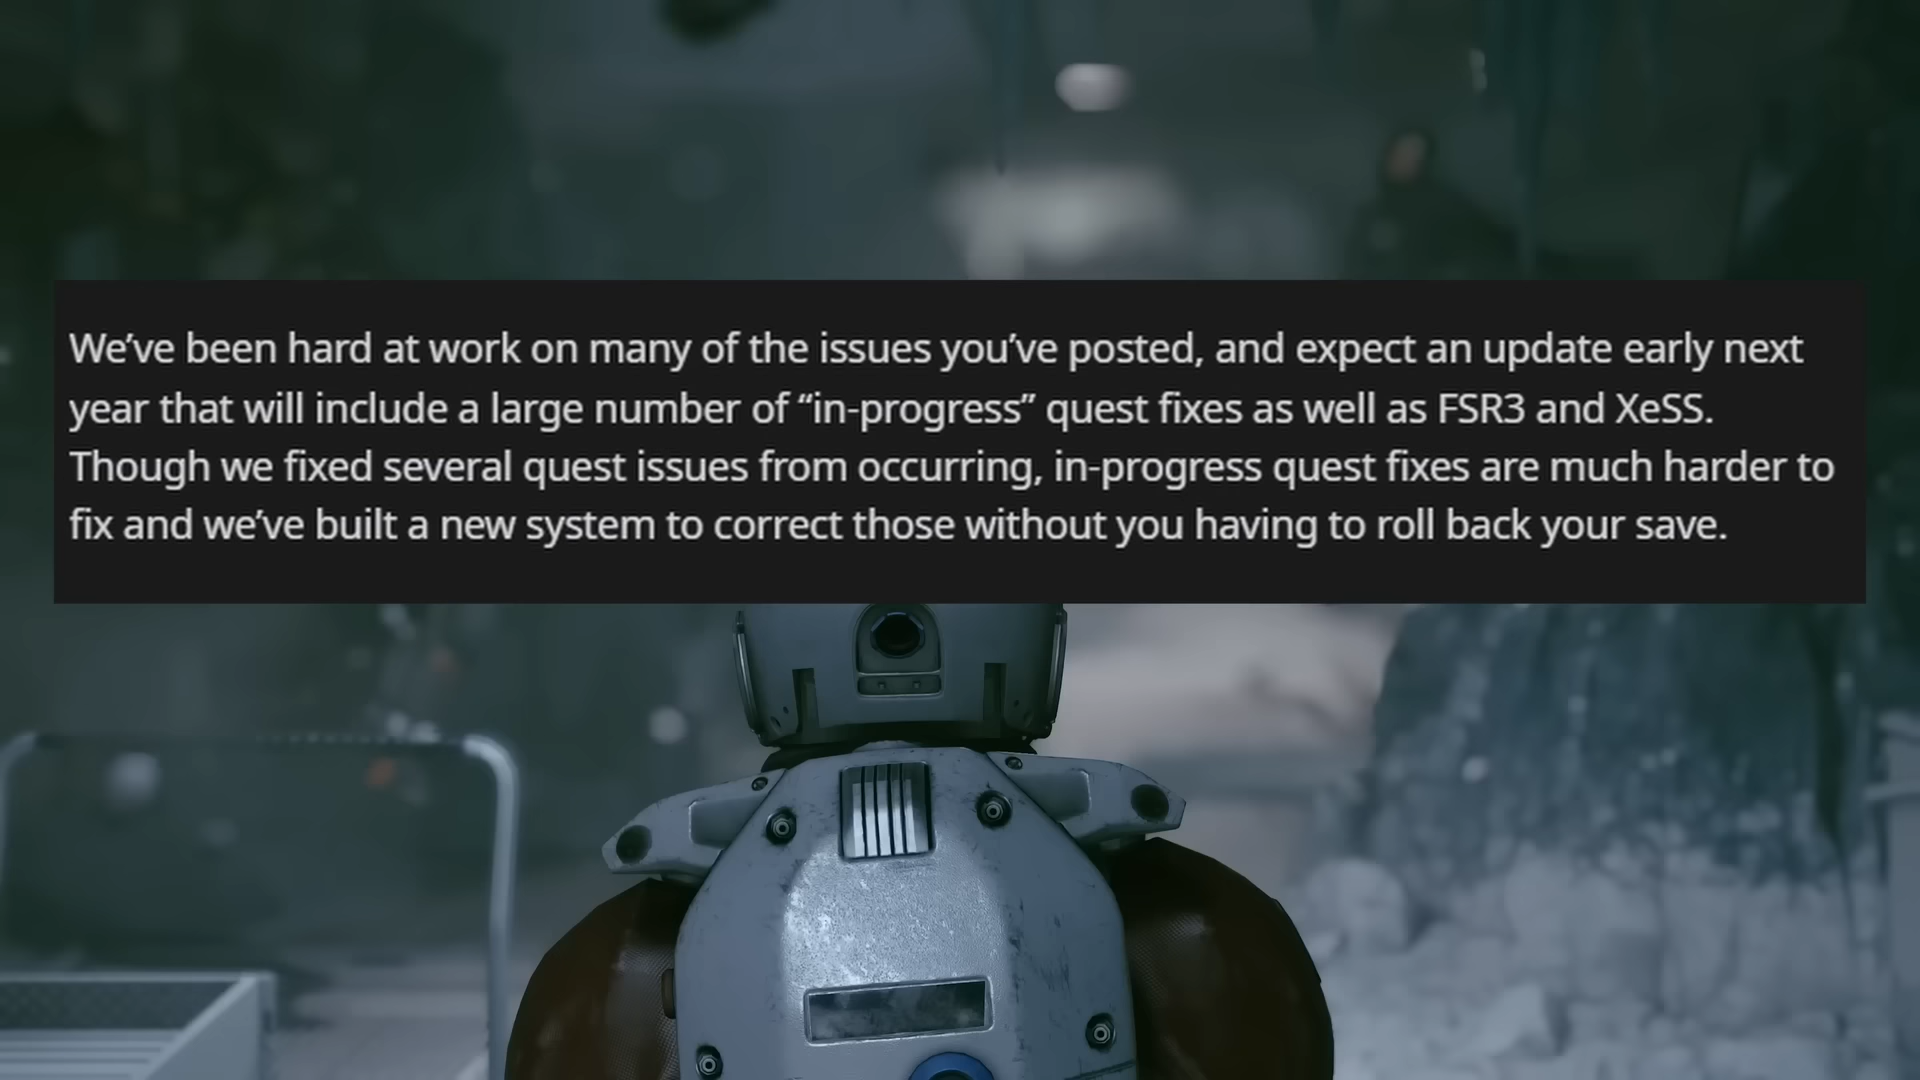 We’ve been hard at work on many of the issues you’ve posted, and expect an update early next
year that will include a large number of “in-progress” quest fixes as well as FSR3 and XeSS.
Though we fixed several quest issues from occurring, in-progress quest fixes are much harder to
fix and we’ve built a new system to correct those without you having to roll back your save.